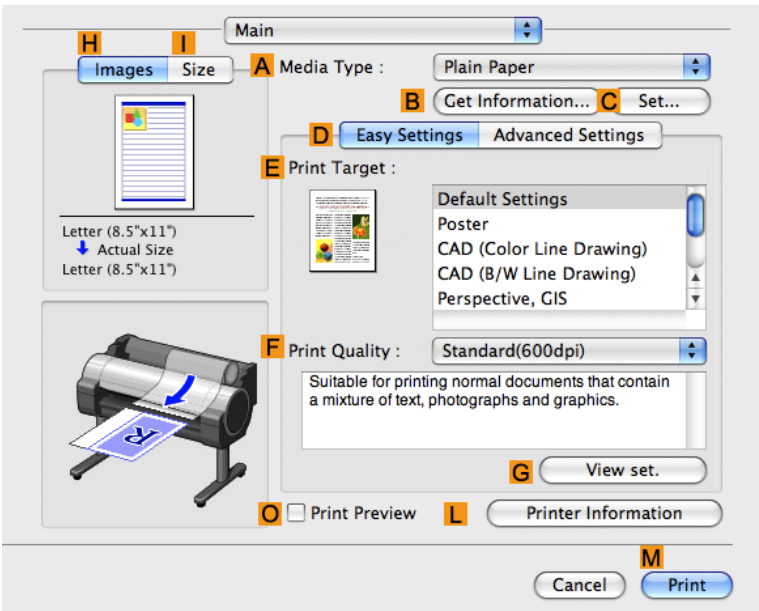 Main
H
I
Images Size
A Media Type : Plain Paper
B Get Information... C Set...
D Easy Settings Advanced Settings
E Print Target :
Default Settings
Poster
CAD (Color Line Drawing)
CAD (B/W Line Drawing)
Perspective, GIS
Letter (8.5"x11")
Actual Size
Letter (8.5"x11")
F Print Quality : Standard(600dpi)
Suitable for printing normal documents that contain
a mixture of text, photographs and graphics.
R
G View set.
O Print Preview L Printer Information
M
Cancel Print